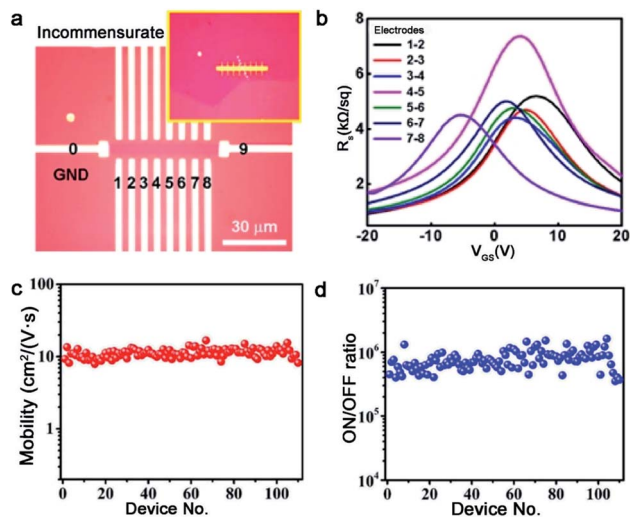 a
Incommensurate
0
9
GND
1 2 3 4 5 6 7 8
30 μm
b
Electrodes
1-2
2-3
3-4
4-5
5-6
6-7
7-8
8
6
4
2
Rs(kΩ/sq)
-20 -10 0 10 20
VGS(V)
c
100
10
1
Mobility (cm²/(V·s)
0 20 40 60 80 100
Device No.
d
10⁷
10⁶
10⁵
10⁴
ON/OFF ratio
0 20 40 60 80 100
Device No.